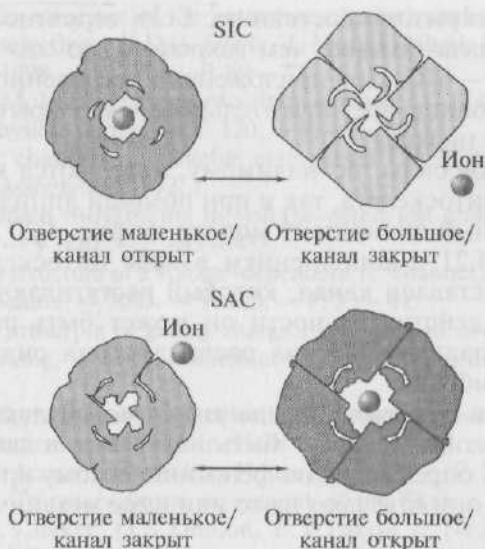 SIC
Ион
Отверстие маленькое/
канал открыт
Отверстие большое/
канал закрыт
SAC
Ион
Отверстие маленькое/
канал закрыт
Отверстие большое/
канал открыт